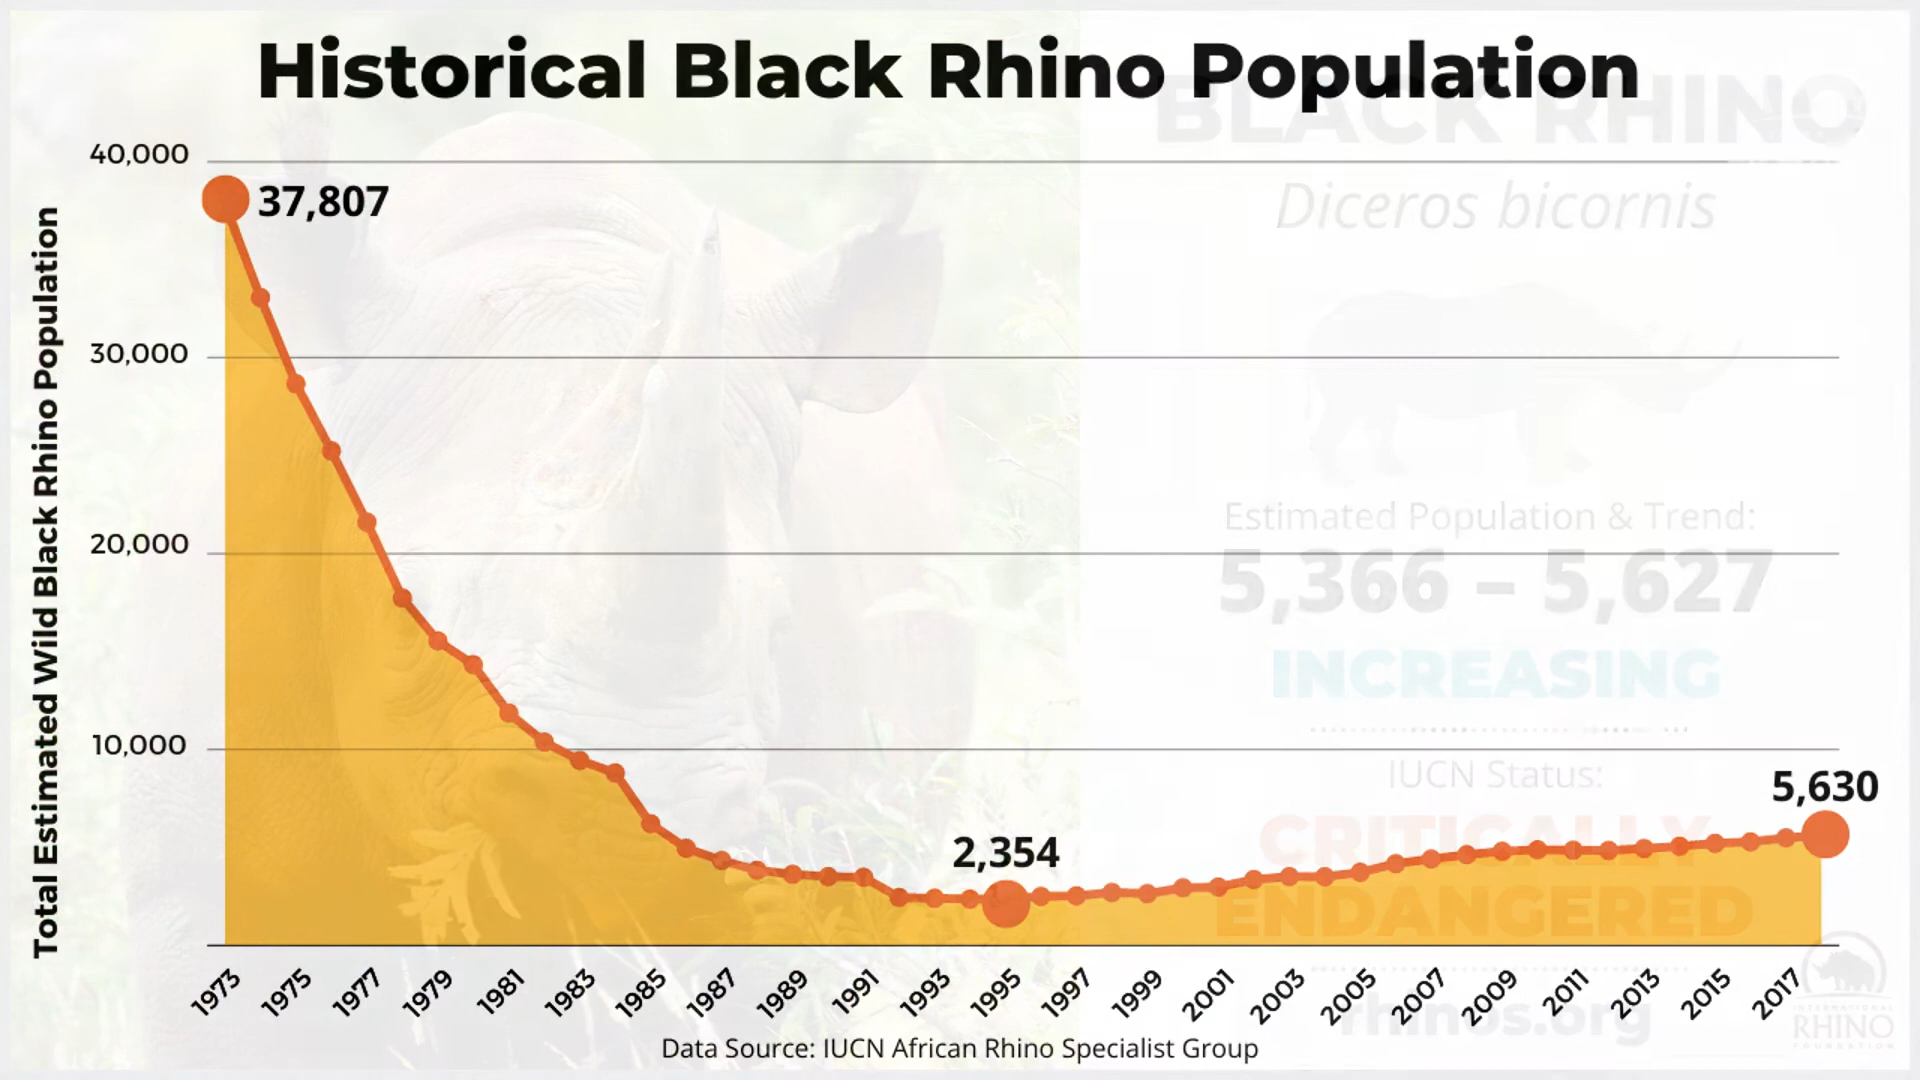 Historical Black Rhino Population
BLACK RHINO
Diceros bicornis
Total Estimated Wild Black Rhino Population
40,000
30,000
20,000
10,000
37,807
2,354
5,630
Estimated Population & Trend:
5,366 – 5,627
INCREASING
IUCN Status:
CRITICALLY
ENDANGERED
1973 1975 1977 1979 1981 1983 1985 1987 1989 1991 1993 1995 1997 1999 2001 2003 2005 2007 2009 2011 2013 2015 2017
rhinos.org
INTERNATIONAL
RHINO
FOUNDATION
Data Source: IUCN African Rhino Specialist Group